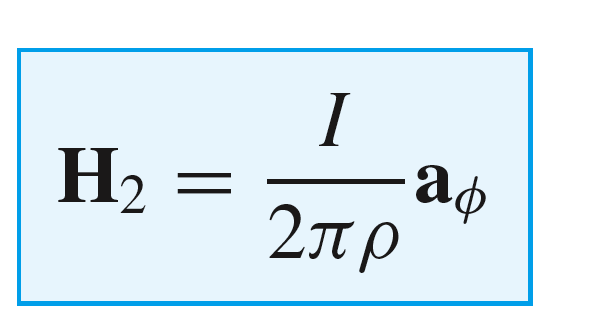 H₂ = I / 2πρ a_ϕ